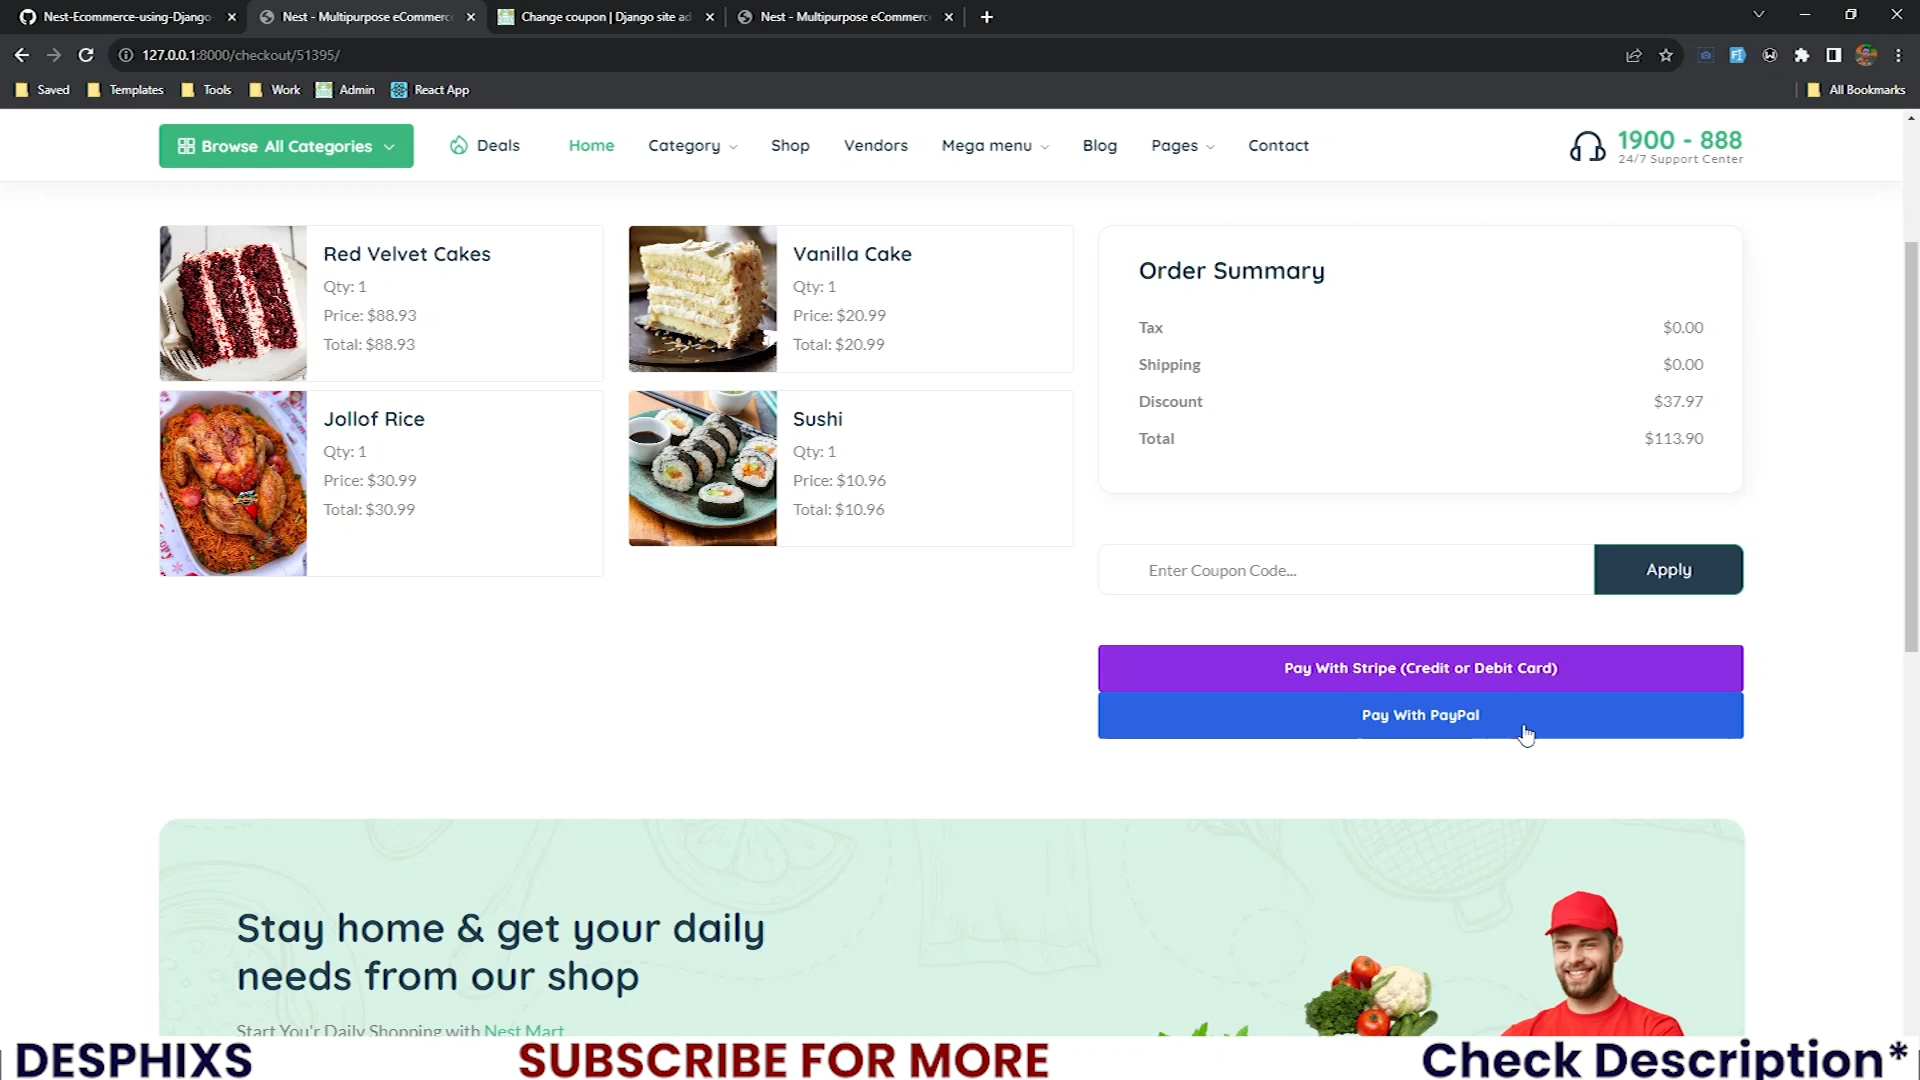 Nest-Ecommerce-using-Django-
Nest - Multipurpose eCommerce
Change coupon | Django site ad
Nest - Multipurpose eCommerce
127.0.0.1:8000/checkout/51395/
Saved
Templates
Tools
Work
Admin
React App
All Bookmarks
Browse All Categories
Deals
Home
Category
Shop
Vendors
Mega menu
Blog
Pages
Contact
1900 - 888
24/7 Support Center
Red Velvet Cakes
Qty: 1
Price: $88.93
Total: $88.93
Vanilla Cake
Qty: 1
Price: $20.99
Total: $20.99
Jollof Rice
Qty: 1
Price: $30.99
Total: $30.99
Sushi
Qty: 1
Price: $10.96
Total: $10.96
Order Summary
Tax $0.00
Shipping $0.00
Discount $37.97
Total $113.90
Enter Coupon Code...
Apply
Pay With Stripe (Credit or Debit Card)
Pay With PayPal
Stay home & get your daily
needs from our shop
Start You'r Daily Shopping with Nest Mart
DESPHIXS
SUBSCRIBE FOR MORE
Check Description*